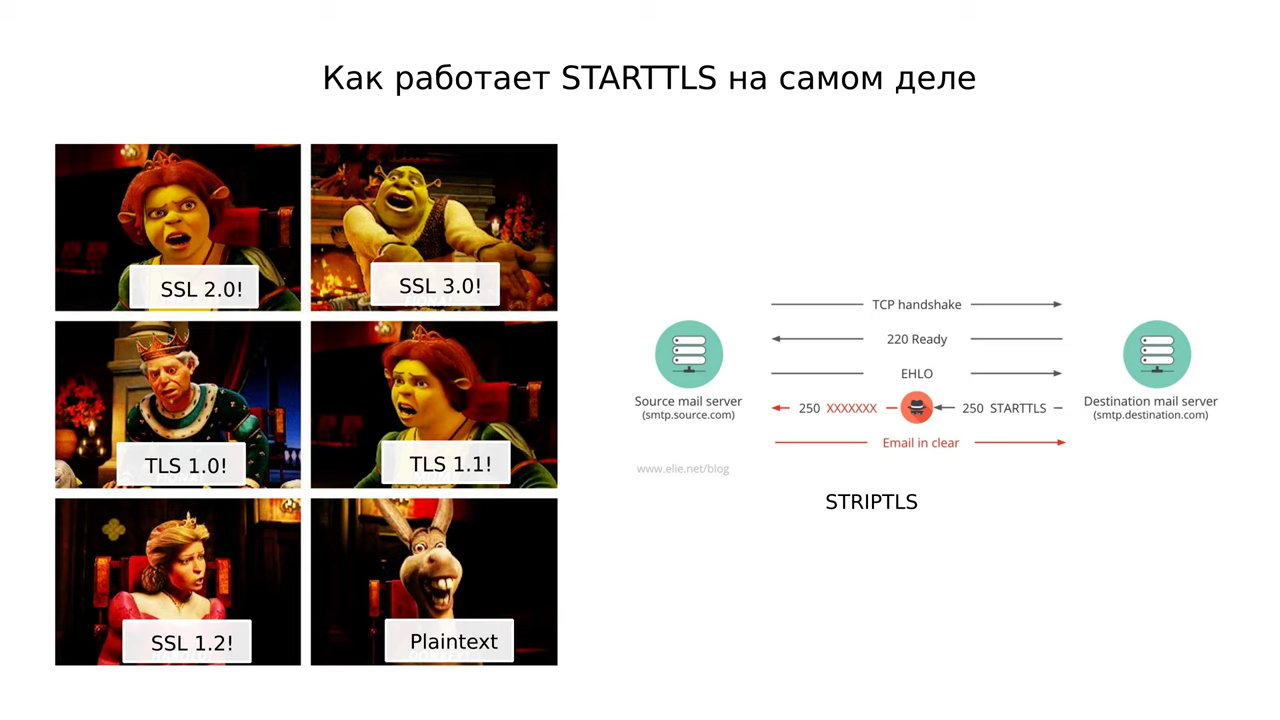 Как работает STARTTLS на самом деле
SSL 2.0!
SSL 3.0!
TLS 1.0!
TLS 1.1!
SSL 1.2!
Plaintext
TCP handshake
220 Ready
EHLO
250 XXXXXXX
250 STARTTLS
Email in clear
Source mail server
(smtp.source.com)
Destination mail server
(smtp.destination.com)
www.elie.net/blog
STRIPTLS